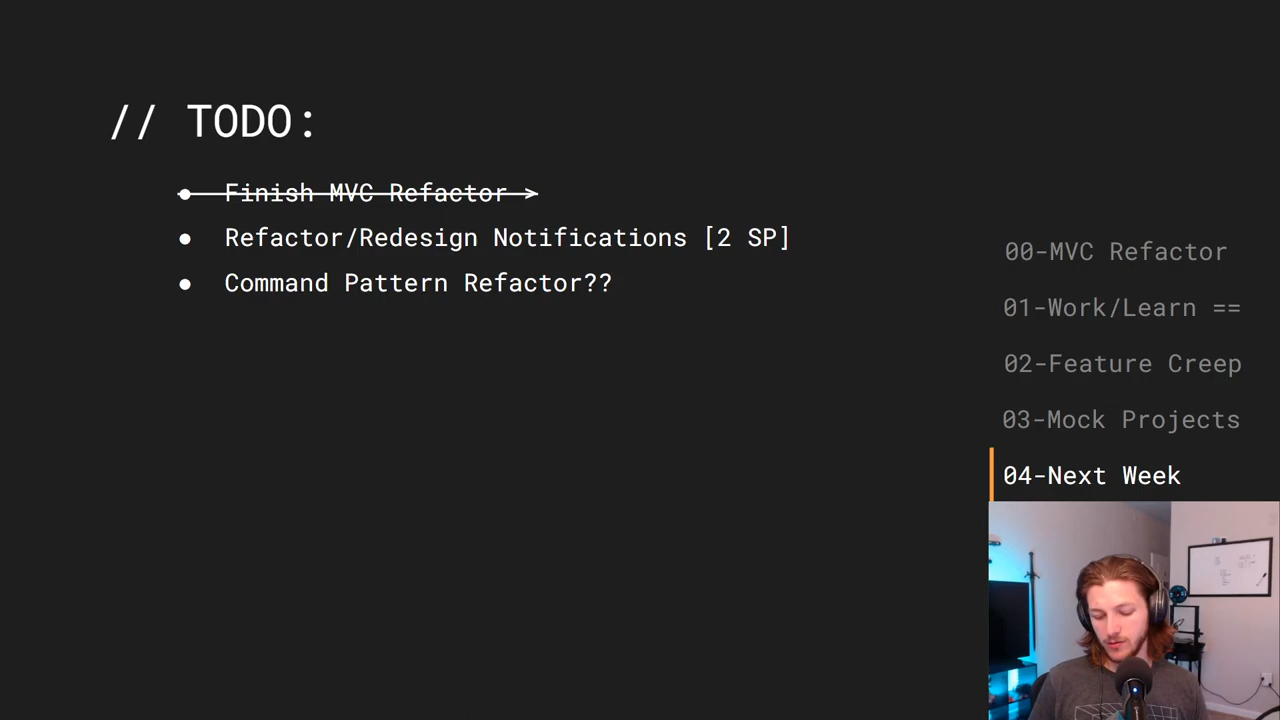 // TODO:
● Finish MVC Refactor
● Refactor/Redesign Notifications [2 SP]
● Command Pattern Refactor??
00-MVC Refactor
01-Work/Learn ==
02-Feature Creep
03-Mock Projects
04-Next Week